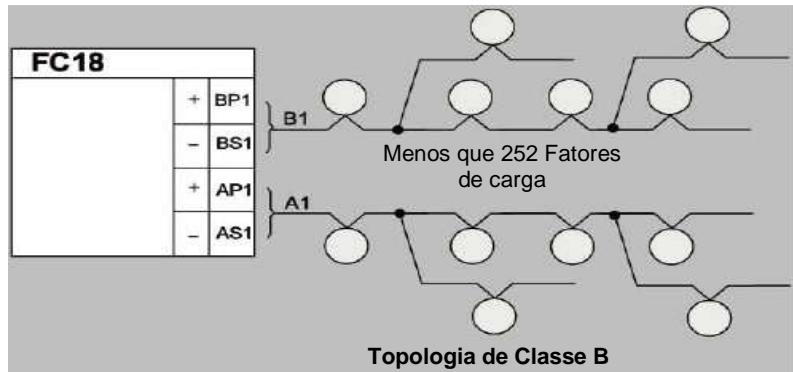 FC18
+ BP1
B1
− BS1
Menos que 252 Fatores
de carga
+ AP1
A1
− AS1
Topologia de Classe B